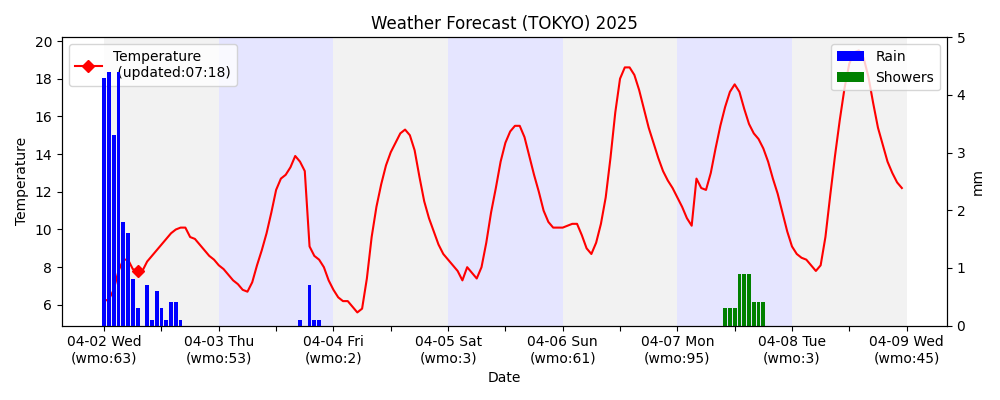 Weather Forecast (TOKYO) 2025
Temperature
(updated:07:18)
Rain
Showers
20
18
16
14
12
10
8
6
Temperature
5
4
3
2
1
0
mm
04-02 Wed
(wmo:63)
04-03 Thu
(wmo:53)
04-04 Fri
(wmo:2)
04-05 Sat
(wmo:3)
04-06 Sun
(wmo:61)
04-07 Mon
(wmo:95)
04-08 Tue
(wmo:3)
04-09 Wed
(wmo:45)
Date